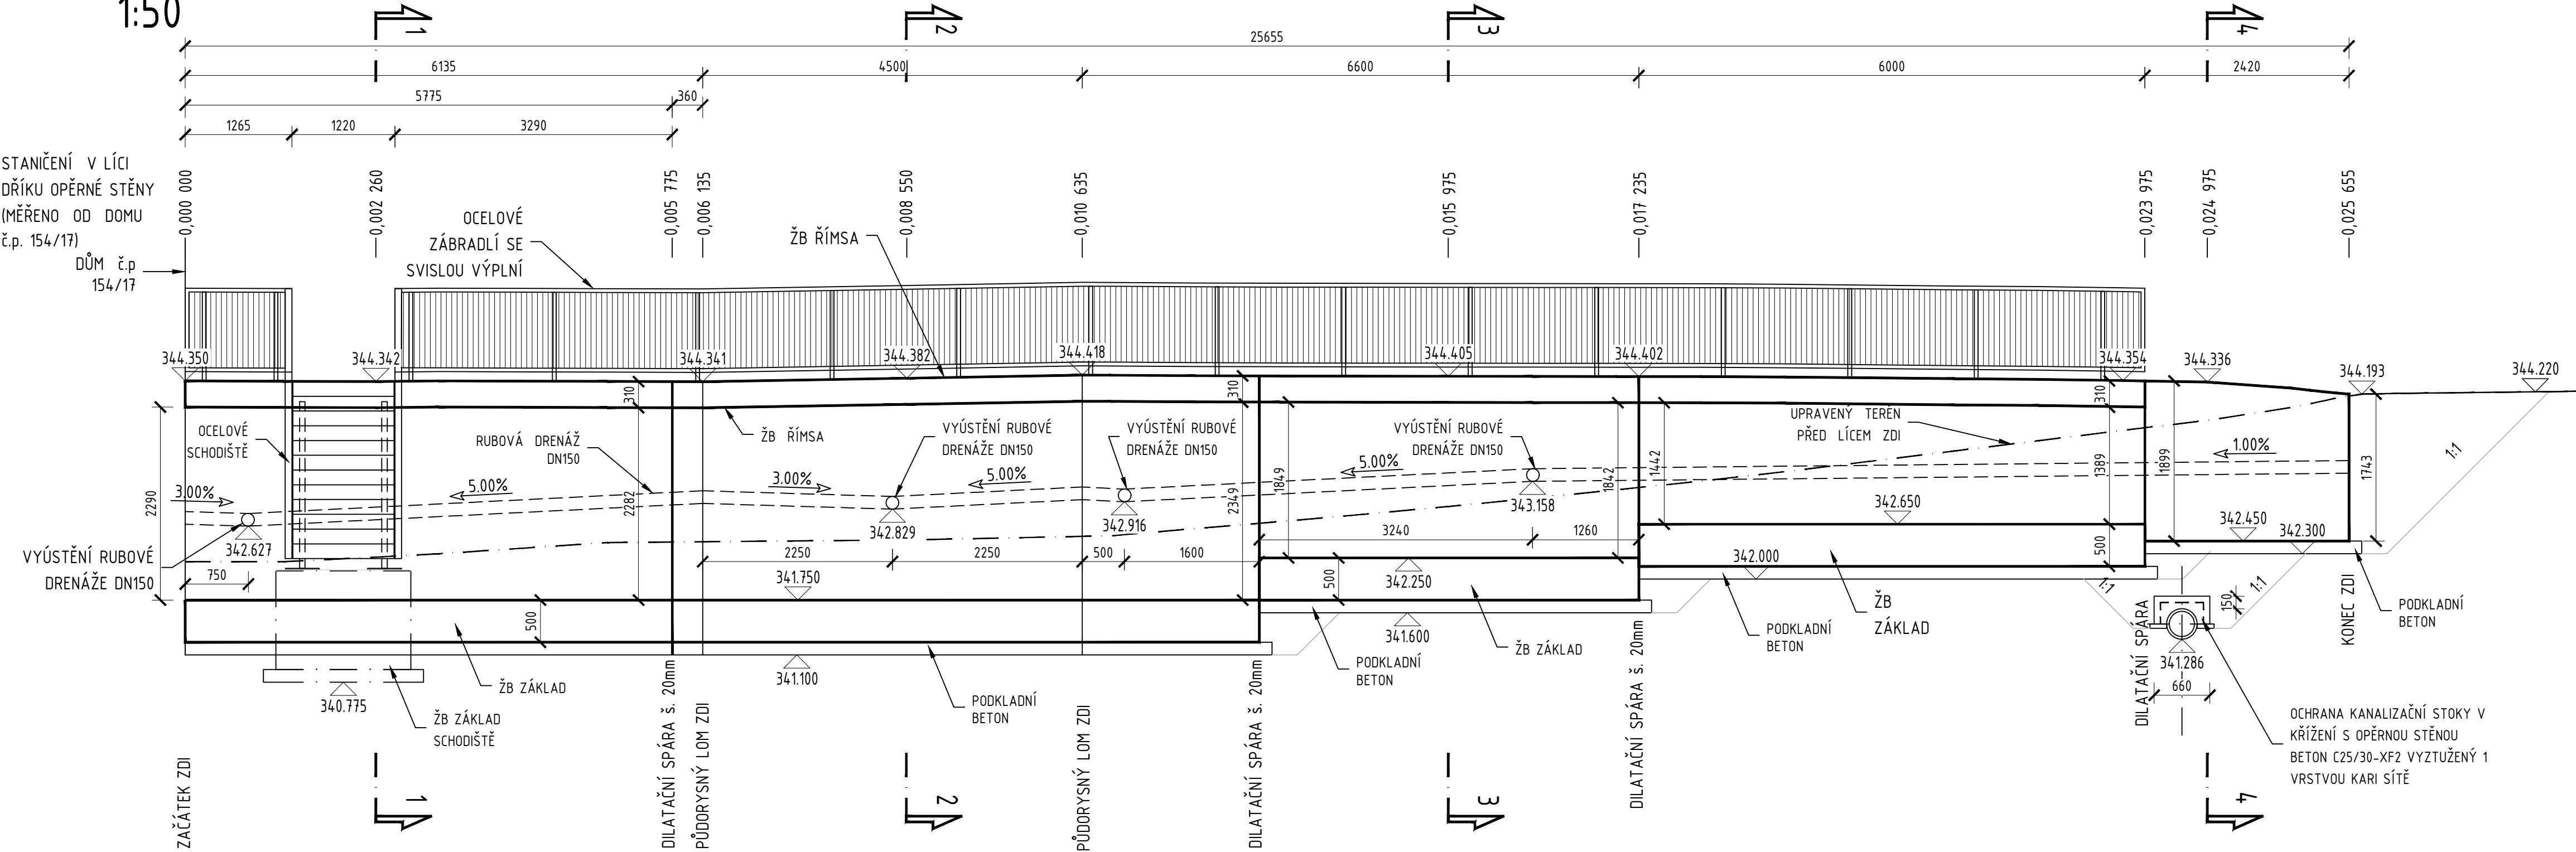 1:50
1
2
3
4
25655
6135
4500
6600
6000
2420
5775
360
1265
1220
3290
STANIČENÍ V LÍCI
DŘÍKU OPĚRNÉ STĚNY
(MĚŘENO OD DOMU
č.p. 154/17)
DŮM č.p
154/17
0,000 000
0,002 260
0,005 775
0,006 135
0,008 550
0,010 635
0,015 975
0,017 235
0,023 975
0,024 975
0,025 655
OCELOVÉ
ZÁBRADLÍ SE
SVISLOU VÝPLNÍ
ŽB ŘÍMSA
344.350
344.342
344.341
344.382
344.418
344.405
344.402
344.354
344.336
344.193
344.220
310
310
310
OCELOVÉ
SCHODIŠTĚ
RUBOVÁ DRENÁŽ
DN150
ŽB ŘÍMSA
VYÚSTĚNÍ RUBOVÉ
DRENÁŽE DN150
VYÚSTĚNÍ RUBOVÉ
DRENÁŽE DN150
VYÚSTĚNÍ RUBOVÉ
DRENÁŽE DN150
UPRAVENÝ TERÉN
PŘED LÍCEM ZDI
3.00%
5.00%
3.00%
5.00%
5.00%
1.00%
1:1
2290
2282
2349
1849
1842
1442
1389
1899
1743
342.627
342.829
342.916
343.158
342.650
342.450
342.300
VYÚSTĚNÍ RUBOVÉ
DRENÁŽE DN150
750
2250
2250
500
1600
3240
1260
341.750
342.250
342.000
500
500
500
1:1
1:1
150
ŽB
ZÁKLAD
PODKLADNÍ
BETON
341.600
PODKLADNÍ
BETON
ŽB ZÁKLAD
PODKLADNÍ
BETON
341.286
660
340.775
341.100
ŽB ZÁKLAD
PODKLADNÍ
BETON
ŽB ZÁKLAD
SCHODIŠTĚ
OCHRANA KANALIZAČNÍ STOKY V
KŘÍŽENÍ S OPĚRNOU STĚNOU
BETON C25/30-XF2 VYZTUŽENÝ 1
VRSTVOU KARI SÍTĚ
ZAČÁTEK ZDI
DILATAČNÍ SPÁRA š. 20mm
PŮDORYSNÝ LOM ZDI
PŮDORYSNÝ LOM ZDI
DILATAČNÍ SPÁRA š. 20mm
DILATAČNÍ SPÁRA š. 20mm
DILATAČNÍ SPÁRA
KONEC ZDI
1
2
3
4